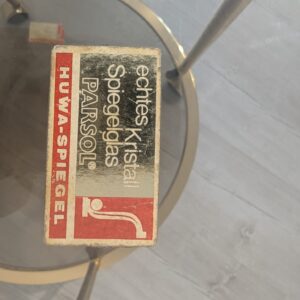 echtes Kristall
Spiegelglas
PARSOL®
HUWA-SPIEGEL